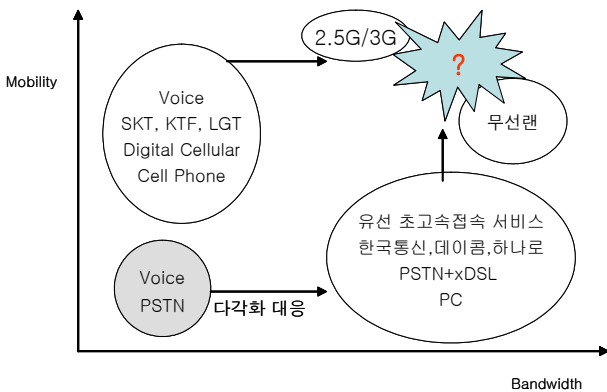 Mobility
2.5G/3G
?
무선랜
Voice
SKT, KTF, LGT
Digital Cellular
Cell Phone
유선 초고속접속 서비스
한국통신,데이콤,하나로
PSTN+xDSL
PC
Voice
PSTN
다각화 대응
Bandwidth